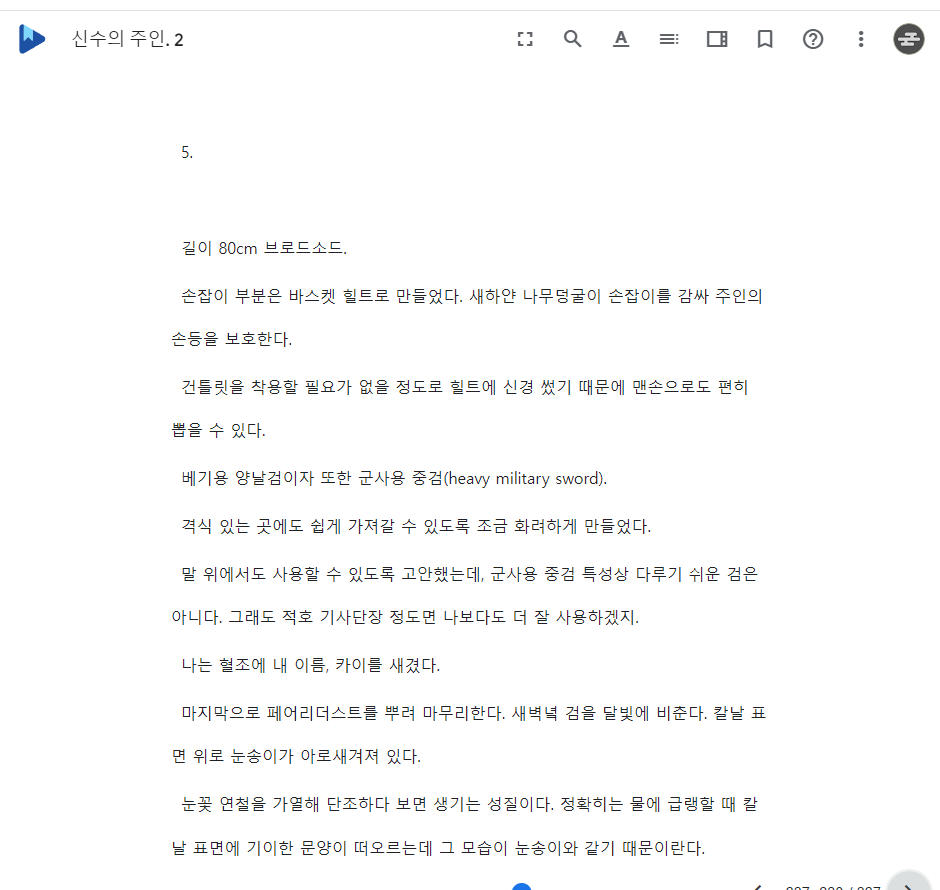 신수의 주인. 2
5.
길이 80cm 브로드소드.
손잡이 부분은 바스켓 힐트로 만들었다. 새하얀 나무덩굴이 손잡이를 감싸 주인의
손등을 보호한다.
건틀릿을 착용할 필요가 없을 정도로 힐트에 신경 썼기 때문에 맨손으로도 편히
뽑을 수 있다.
베기용 양날검이자 또한 군사용 중검(heavy military sword).
격식 있는 곳에도 쉽게 가져갈 수 있도록 조금 화려하게 만들었다.
말 위에서도 사용할 수 있도록 고안했는데, 군사용 중검 특성상 다루기 쉬운 검은
아니다. 그래도 적호 기사단장 정도면 나보다도 더 잘 사용하겠지.
나는 혈조에 내 이름, 카이를 새겼다.
마지막으로 페어리더스트를 뿌려 마무리한다. 새벽녘 검을 달빛에 비춘다. 칼날 표
면 위로 눈송이가 아로새겨져 있다.
눈꽃 연철을 가열해 단조하다 보면 생기는 성질이다. 정확히는 물에 급랭할 때 칼
날 표면에 기이한 문양이 떠오르는데 그 모습이 눈송이와 같기 때문이란다.